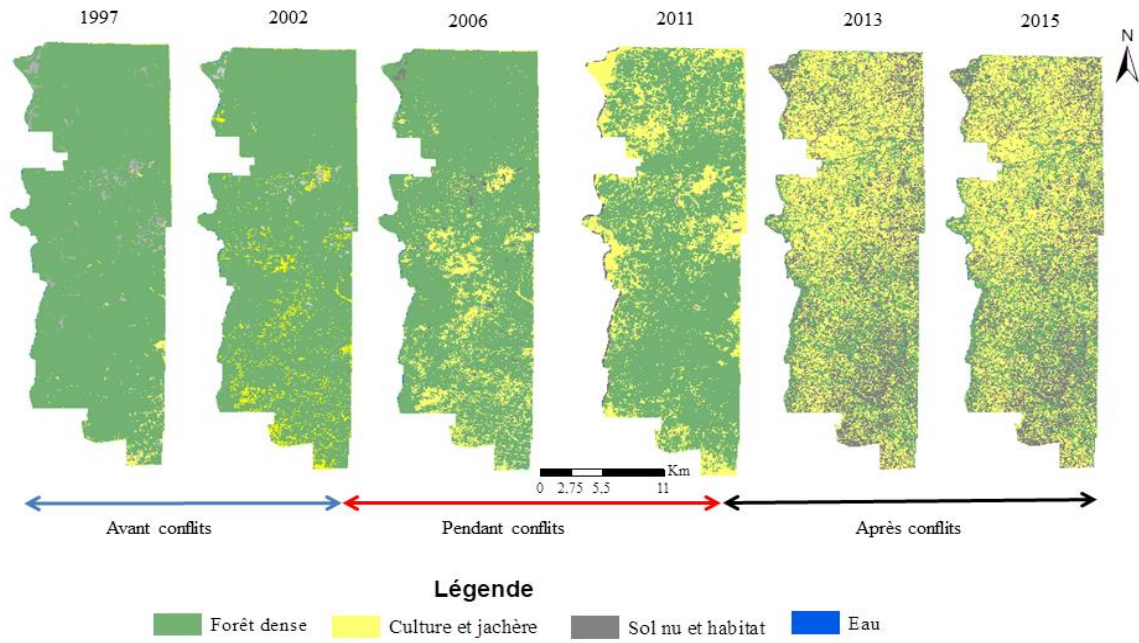 1997 2002 2006 2011 2013 2015
N
Km
0 2.75 5.5 11
Avant conflits Pendant conflits Après conflits
Légende
Forêt dense Culture et jachère Sol nu et habitat Eau